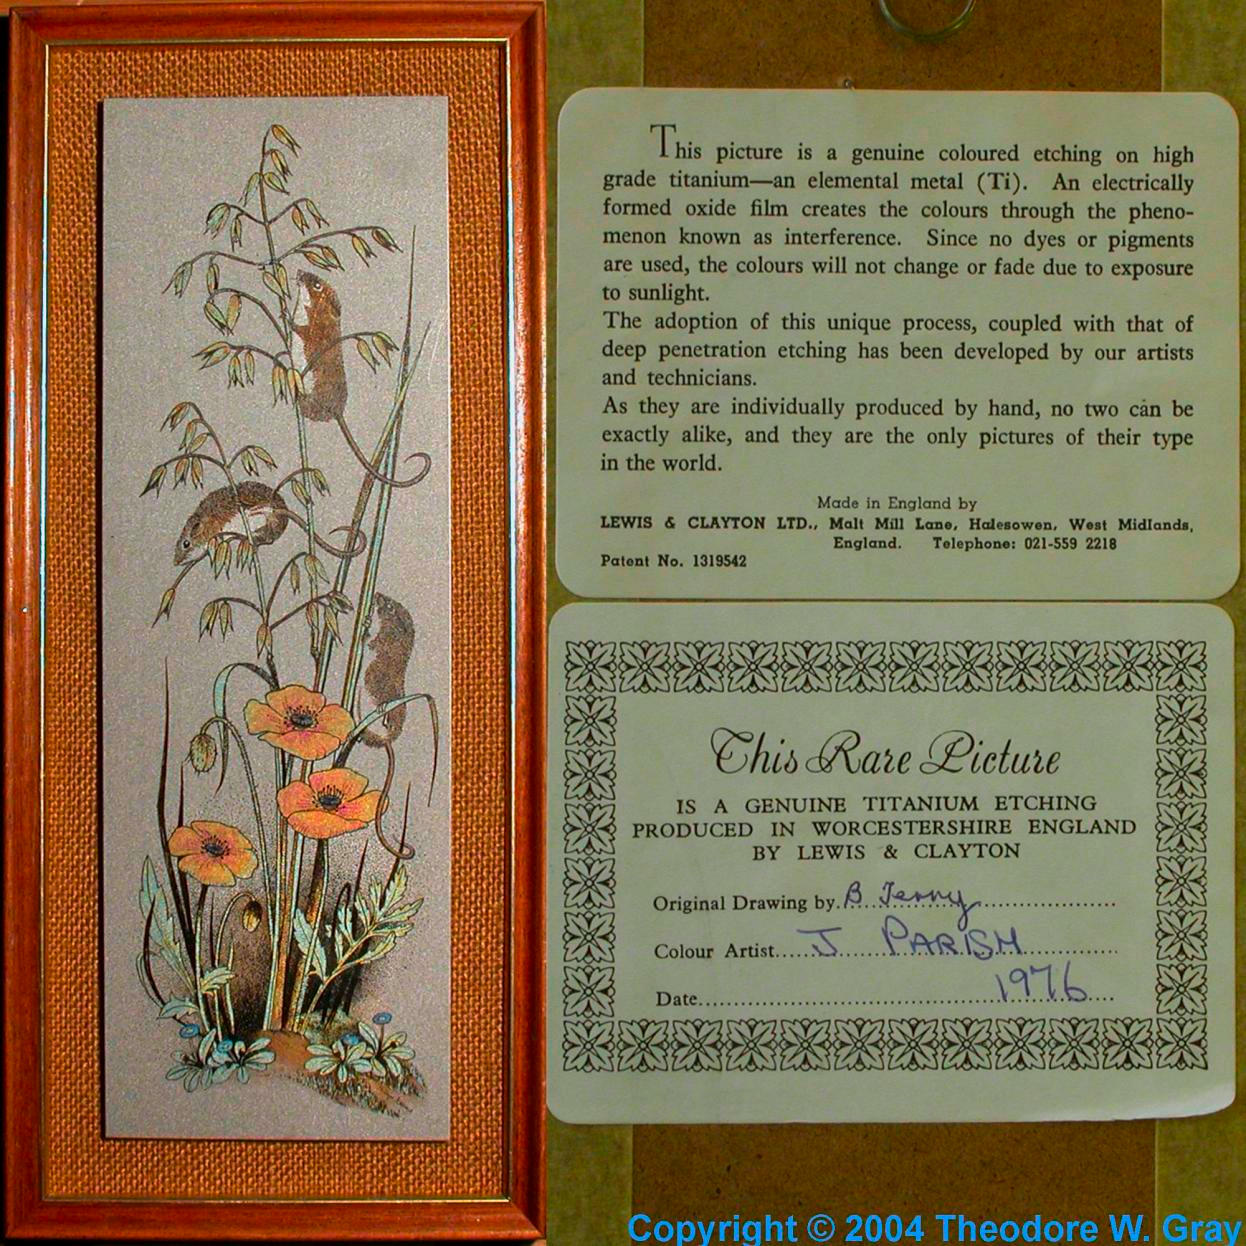 This picture is a genuine coloured etching on high
grade titanium—an elemental metal (Ti). An electrically
formed oxide film creates the colours through the pheno-
menon known as interference. Since no dyes or pigments
are used, the colours will not change or fade due to exposure
to sunlight.
The adoption of this unique process, coupled with that of
deep penetration etching has been developed by our artists
and technicians.
As they are individually produced by hand, no two can be
exactly alike, and they are the only pictures of their type
in the world.
Made in England by
LEWIS & CLAYTON LTD., Malt Mill Lane, Halesowen, West Midlands,
England. Telephone: 021-559 2218
Patent No. 1319542
This Rare Picture
IS A GENUINE TITANIUM ETCHING
PRODUCED IN WORCESTERSHIRE ENGLAND
BY LEWIS & CLAYTON
Original Drawing by B Terry
Colour Artist J PARISH
Date 1976
Copyright © 2004 Theodore W. Gray